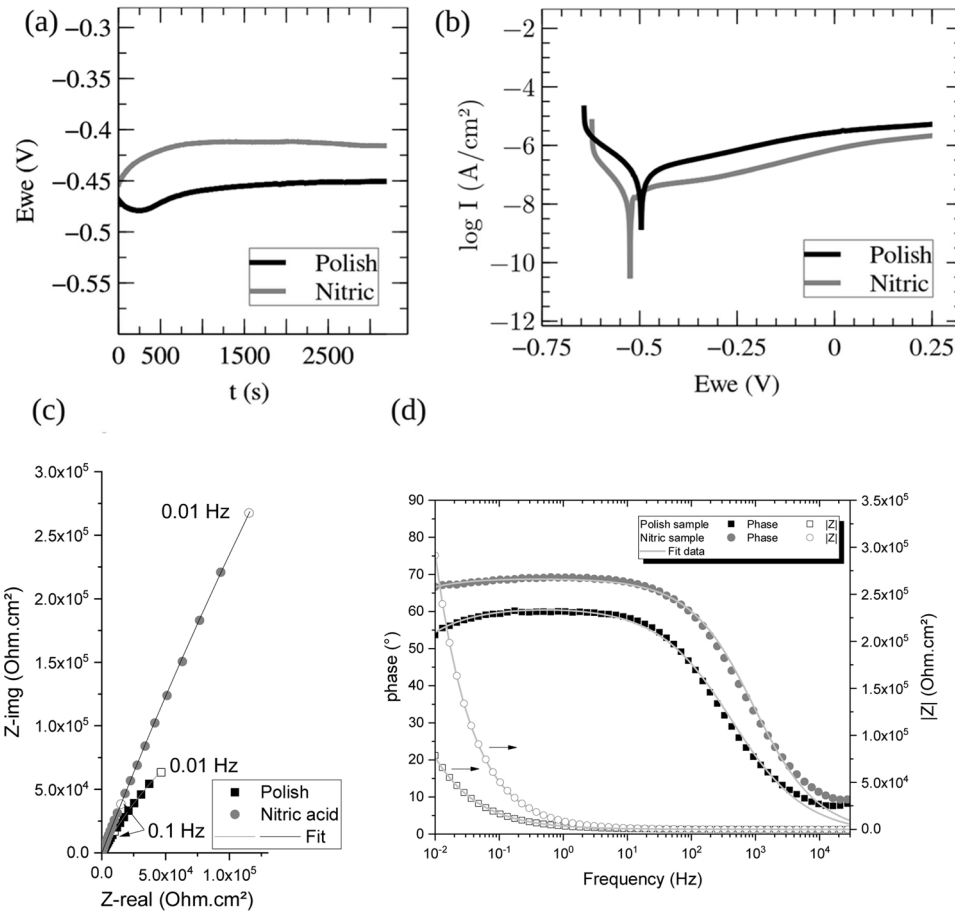 (a)
−0.3
−0.35
−0.4
−0.45
−0.5
−0.55
Ewe (V)
Polish
Nitric
0 500 1500 2500
t (s)
(b)
−2
−4
−6
−8
−10
−12
log I (A/cm²)
Polish
Nitric
−0.75 −0.5 −0.25 0 0.25
Ewe (V)
(c)
3.0x10⁵
2.5x10⁵
2.0x10⁵
1.5x10⁵
1.0x10⁵
5.0x10⁴
0.0
Z-img (Ohm.cm²)
0.01 Hz
0.01 Hz
0.1 Hz
Polish
Nitric acid
Fit
0.0 5.0x10⁴ 1.0x10⁵
Z-real (Ohm.cm²)
(d)
90
80
70
60
50
40
30
20
10
0
phase (°)
Polish sample Phase |Z|
Nitric sample Phase |Z|
Fit data
3.5x10⁵
3.0x10⁵
2.5x10⁵
2.0x10⁵
1.5x10⁵
1.0x10⁵
5.0x10⁴
0.0
|Z| (Ohm.cm²)
10⁻² 10⁻¹ 10⁰ 10¹ 10² 10³ 10⁴
Frequency (Hz)